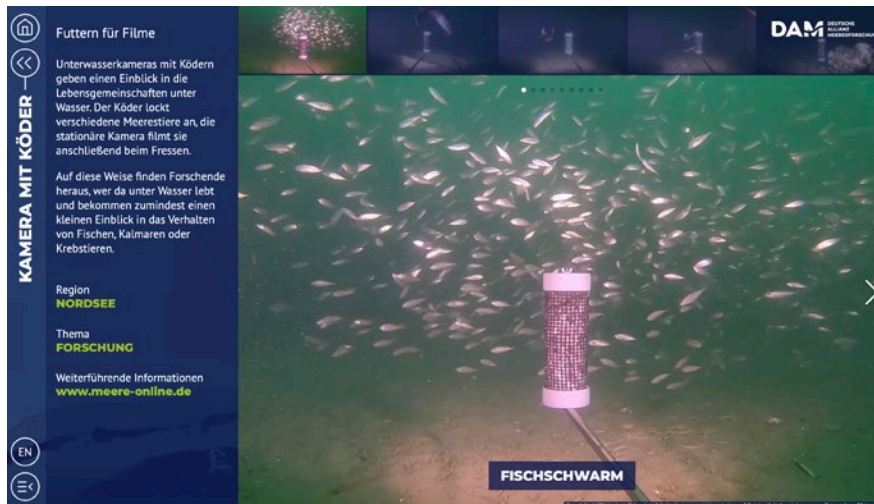 KAMERA MIT KÖDER
Futtern für Filme
Unterwasserkameras mit Ködern
geben einen Einblick in die
Lebensgemeinschaften unter
Wasser. Der Köder lockt
verschiedene Meerestiere an, die
stationäre Kamera filmt sie
anschließend beim Fressen.
Auf diese Weise finden Forschende
heraus, wer da unter Wasser lebt
und bekommen zumindest einen
kleinen Einblick in das Verhalten
von Fischen, Kalmaren oder
Krebstieren.
Region
NORDSEE
Thema
FORSCHUNG
Weiterführende Informationen
www.meere-online.de
EN
DAM
DEUTSCHE
ALLIANZ
MEERESFORSCHUNG
FISCHSCHWARM